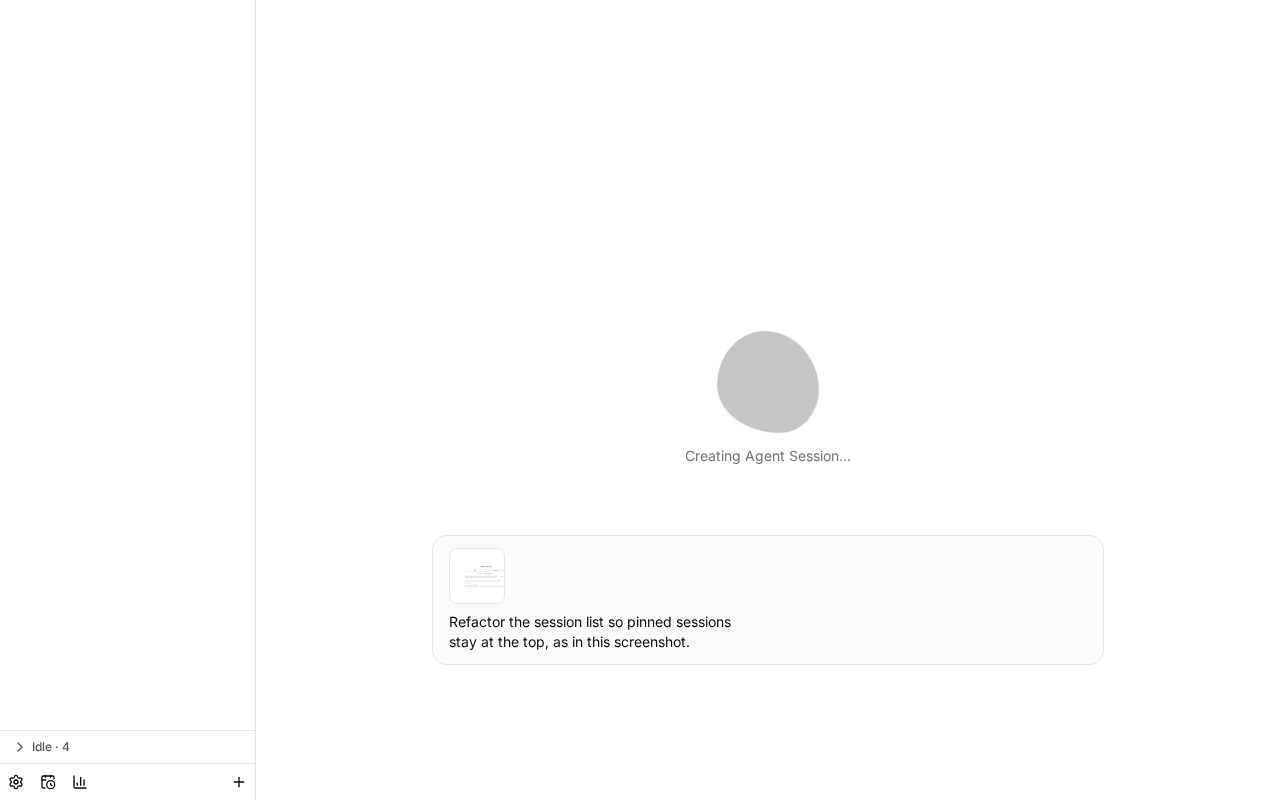 Creating Agent Session...
Refactor the session list so pinned sessions
stay at the top, as in this screenshot.
Idle · 4